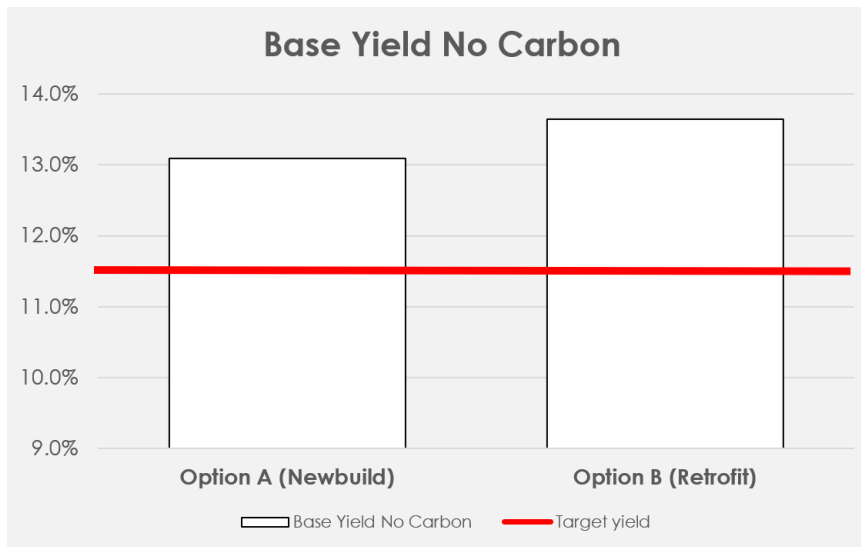 Base Yield No Carbon
14.0%
13.0%
12.0%
11.0%
10.0%
9.0%
Option A (Newbuild) Option B (Retrofit)
Base Yield No Carbon Target yield